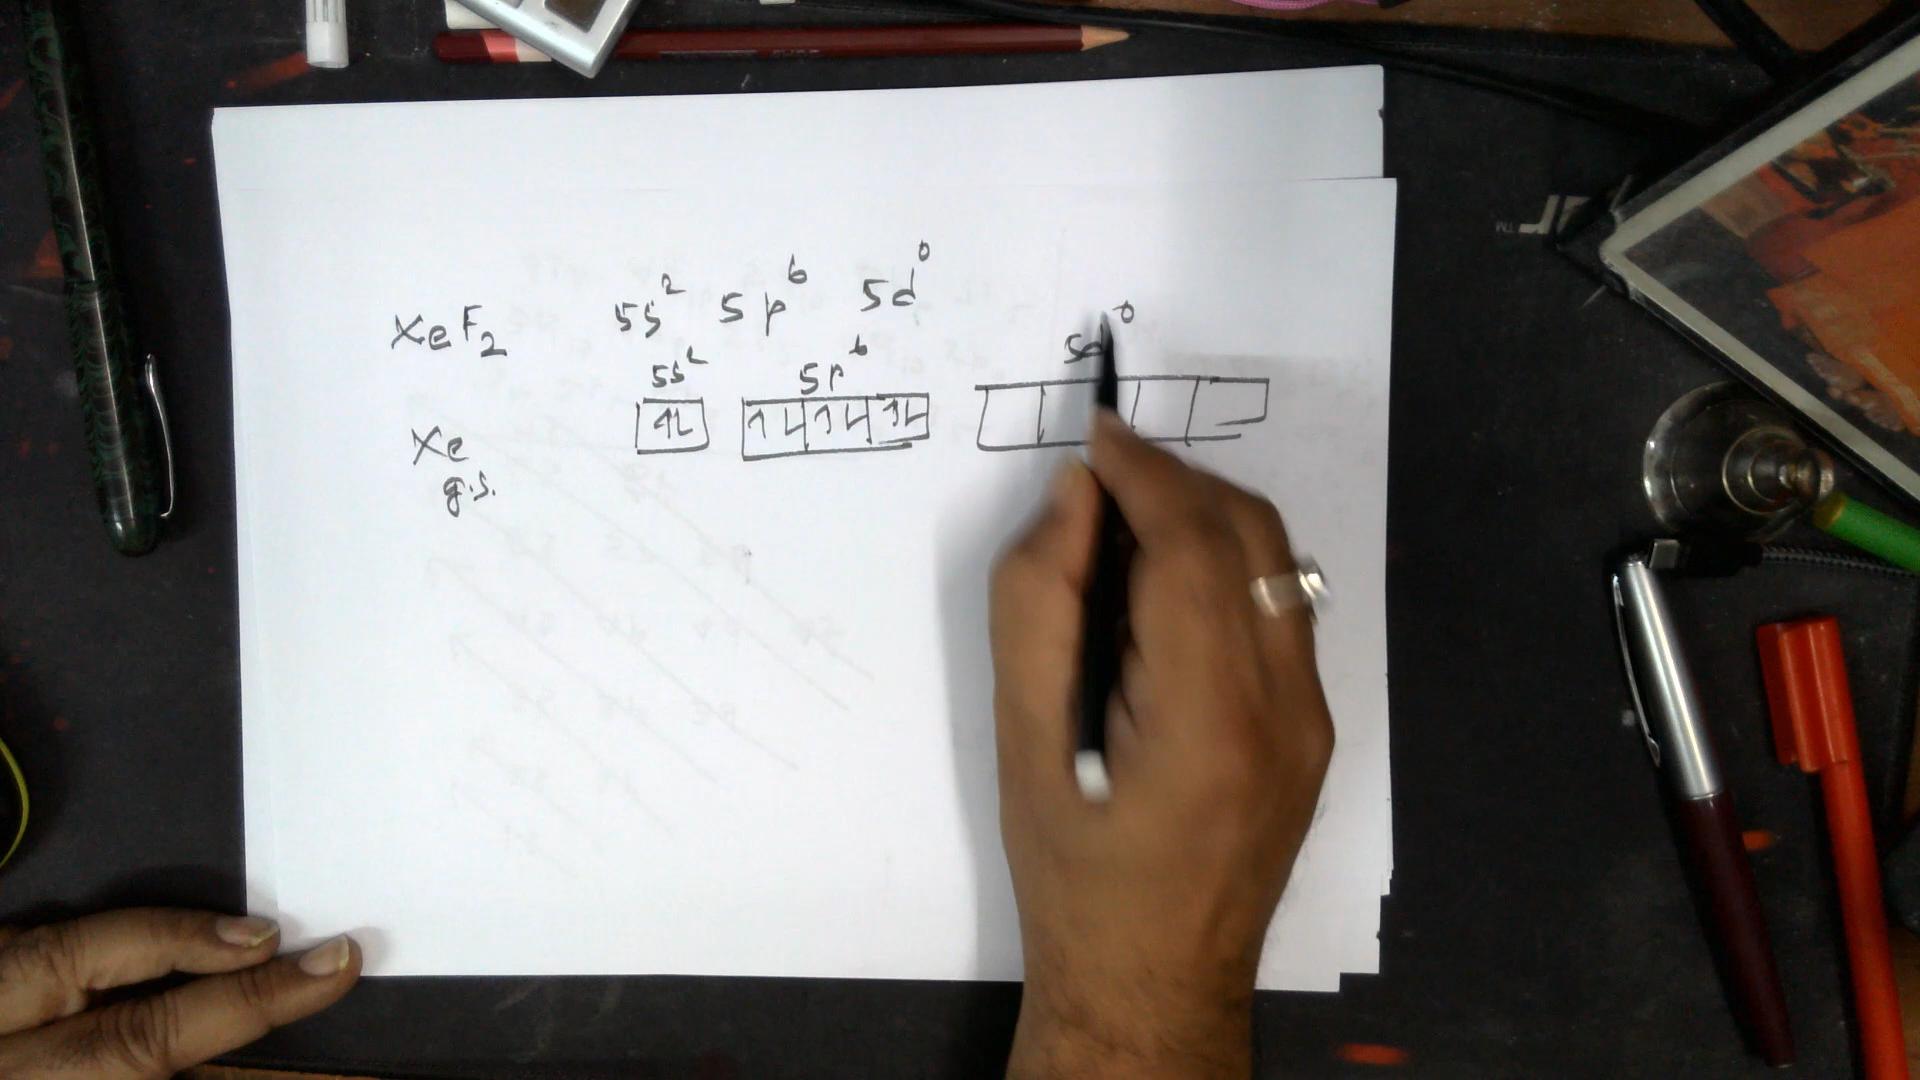 XeF₂ 5s² 5p⁶ 5d⁰
5s² 5p⁶ 5d⁰
Xe ↑↓ ↑↓ ↑↓ ↑↓
g.s.